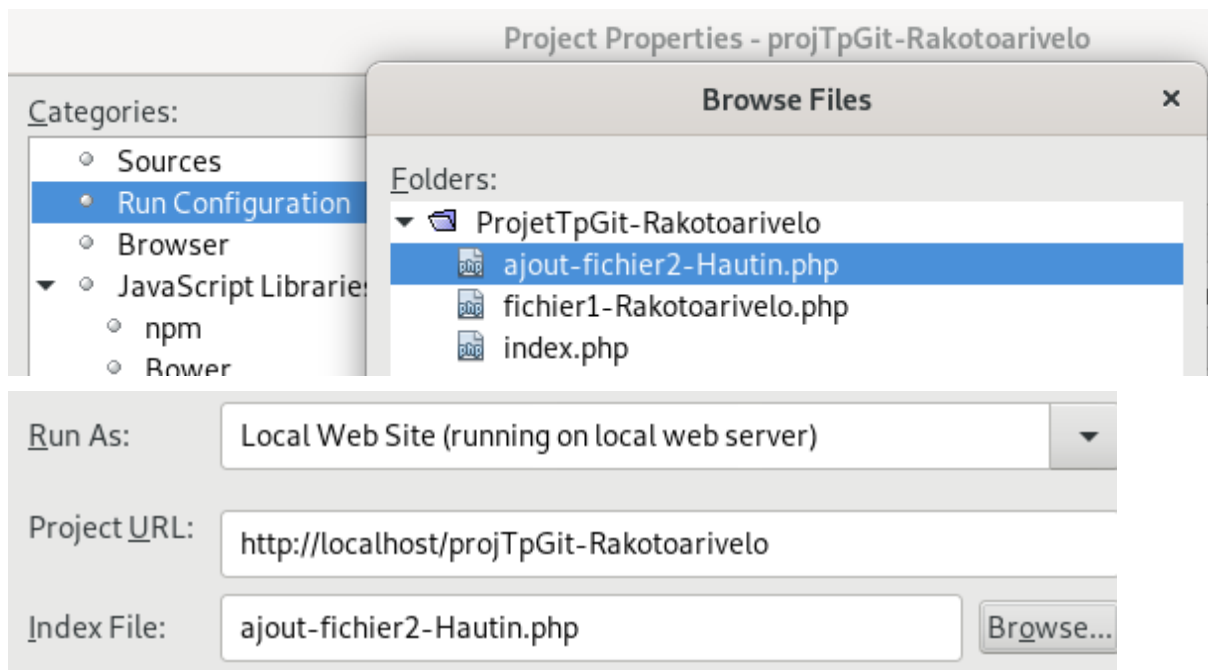 Project Properties - projTpGit-Rakotoarivelo
Categories:
Sources
Run Configuration
Browser
JavaScript Libraries
npm
Bower
Browse Files
×
Folders:
ProjetTpGit-Rakotoarivelo
ajout-fichier2-Hautin.php
fichier1-Rakotoarivelo.php
index.php
Run As:
Local Web Site (running on local web server)
Project URL:
http://localhost/projTpGit-Rakotoarivelo
Index File:
ajout-fichier2-Hautin.php
Browse...